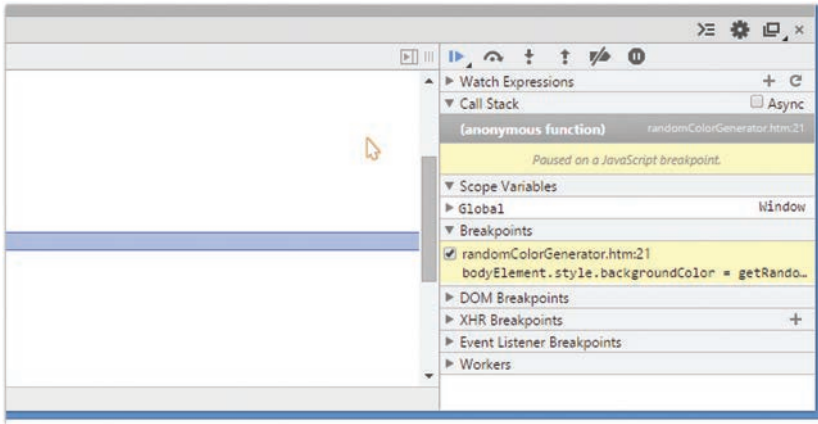 Watch Expressions
Call Stack Async
(anonymous function) randomColorGenerator.htm:21
Paused on a JavaScript breakpoint.
Scope Variables
Global Window
Breakpoints
randomColorGenerator.htm:21
bodyElement.style.backgroundColor = getRando…
DOM Breakpoints
XHR Breakpoints
Event Listener Breakpoints
Workers